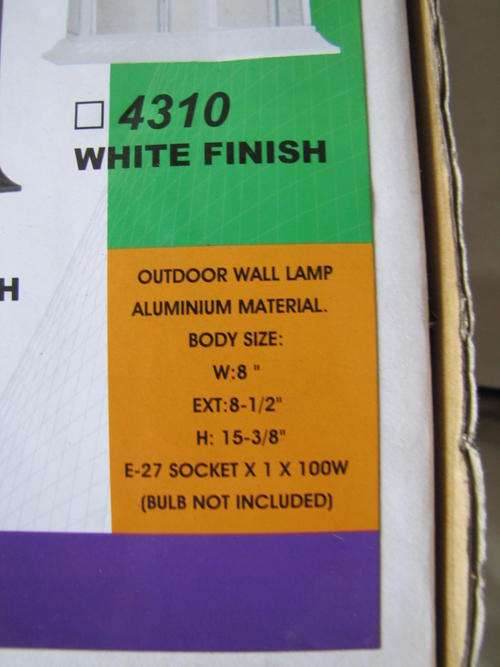 4310
WHITE FINISH
H
OUTDOOR WALL LAMP
ALUMINIUM MATERIAL.
BODY SIZE:
W:8 "
EXT:8-1/2"
H: 15-3/8"
E-27 SOCKET X 1 X 100W
(BULB NOT INCLUDED)